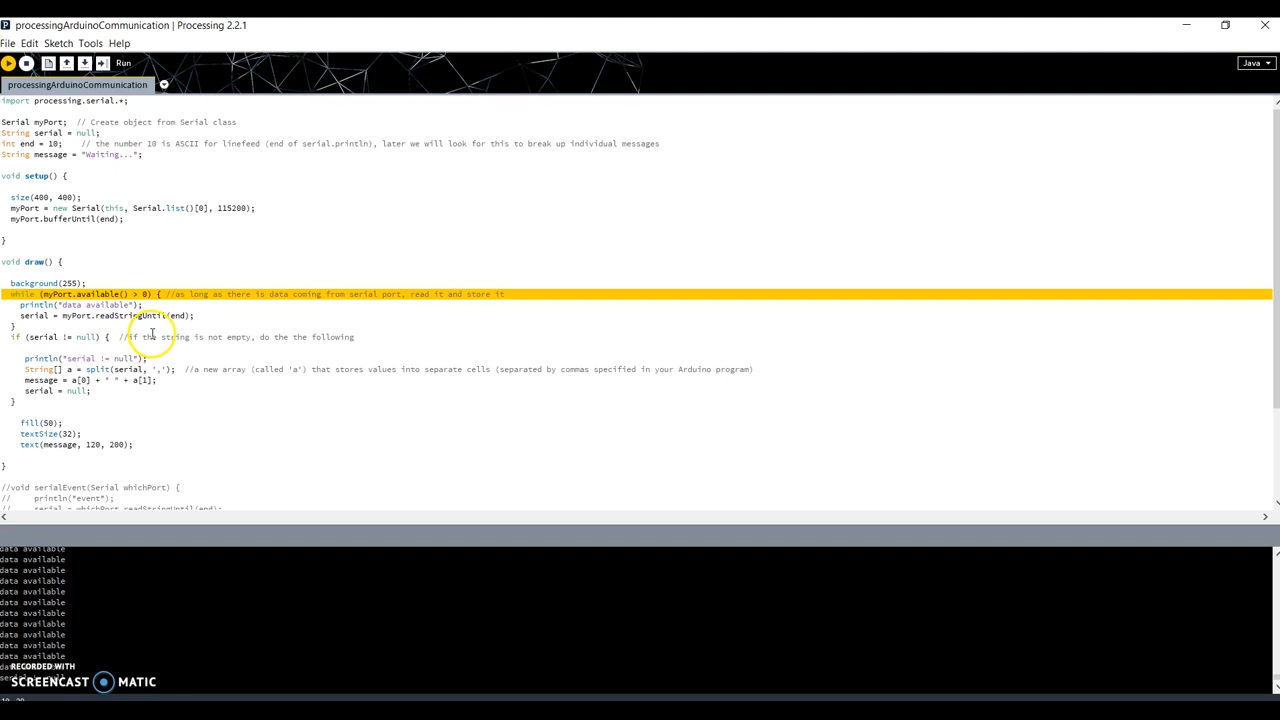 processingArduinoCommunication | Processing 2.2.1
File Edit Sketch Tools Help
Run
Java
processingArduinoCommunication
import processing.serial.*;
Serial myPort;  // Create object from Serial class
String serial = null;
int end = 10;    // the number 10 is ASCII for linefeed (end of serial.println), later we will look for this to break up individual messages
String message = "Waiting...";
void setup() {
size(400, 400);
myPort = new Serial(this, Serial.list()[0], 115200);
myPort.bufferUntil(end);
}
void draw() {
background(255);
while (myPort.available() > 0) { //as long as there is data coming from serial port, read it and store it
println("data available");
serial = myPort.readStringUntil(end);
}
if (serial != null) {  //if the string is not empty, do the the following
println("serial != null");
String[] a = split(serial, ',');  //a new array (called 'a') that stores values into separate cells (separated by commas specified in your Arduino program)
message = a[0] + " " + a[1];
serial = null;
}
fill(50);
textSize(32);
text(message, 120, 200);
}
//void serialEvent(Serial whichPort) {
//     println("event");
//     serial = whichPort.readStringUntil(end);
data available
data available
data available
data available
data available
data available
data available
data available
data available
data available
data available
RECORDED WITH
SCREENCAST MATIC